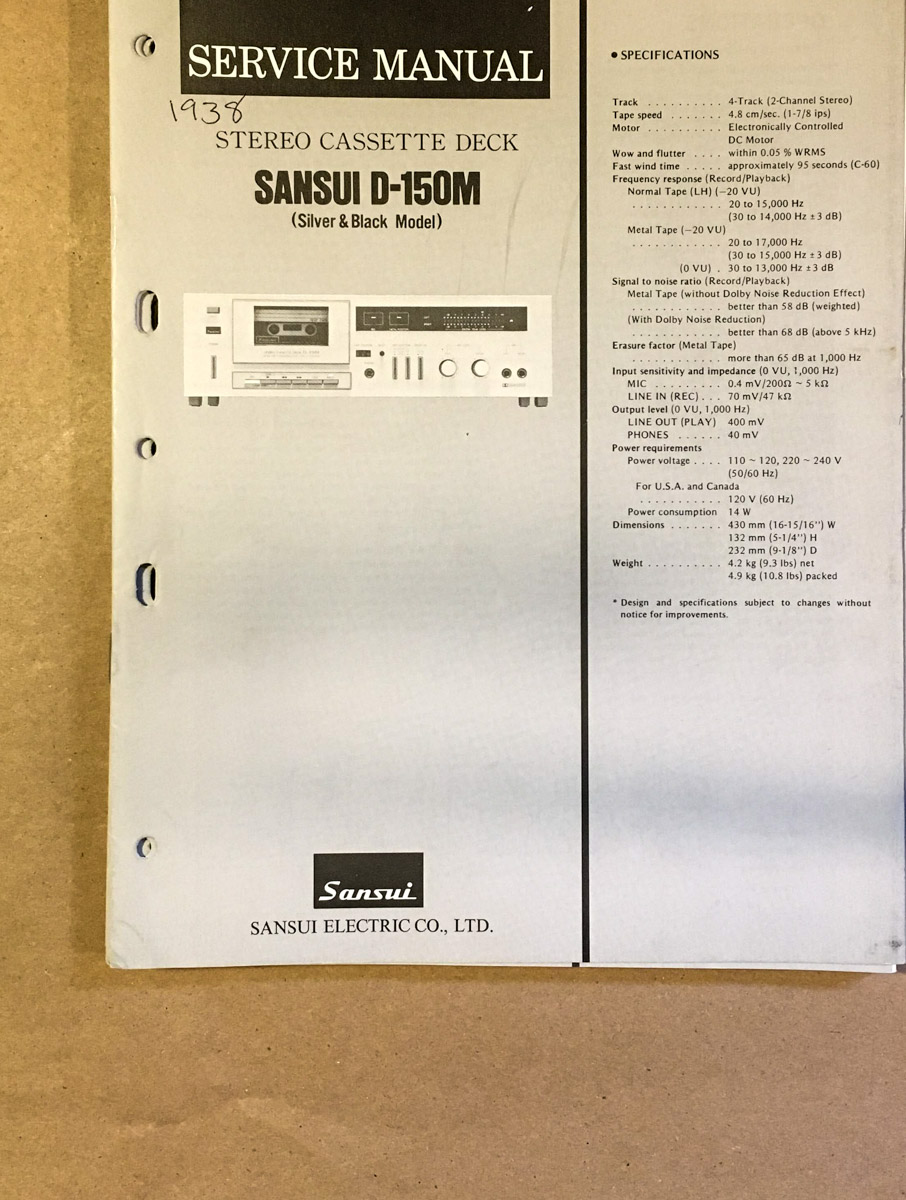 SERVICE MANUAL
1938
STEREO CASSETTE DECK
SANSUI D-150M
(Silver & Black Model)
Sansui
SANSUI ELECTRIC CO., LTD.
● SPECIFICATIONS
Track . . . . . . . . . . 4-Track (2-Channel Stereo)
Tape speed . . . . . . . 4.8 cm/sec. (1-7/8 ips)
Motor . . . . . . . . . . Electronically Controlled
DC Motor
Wow and flutter . . . . within 0.05 % WRMS
Fast wind time . . . . . approximately 95 seconds (C-60)
Frequency response (Record/Playback)
Normal Tape (LH) (−20 VU)
. . . . . . . . . . . . 20 to 15,000 Hz
(30 to 14,000 Hz ±3 dB)
Metal Tape (−20 VU)
. . . . . . . . . . . . 20 to 17,000 Hz
(30 to 15,000 Hz ±3 dB)
(0 VU) . 30 to 13,000 Hz ±3 dB
Signal to noise ratio (Record/Playback)
Metal Tape (without Dolby Noise Reduction Effect)
. . . . . . . . . . . . better than 58 dB (weighted)
(With Dolby Noise Reduction)
. . . . . . . . . . . . better than 68 dB (above 5 kHz)
Erasure factor (Metal Tape)
. . . . . . . . . . . . more than 65 dB at 1,000 Hz
Input sensitivity and impedance (0 VU, 1,000 Hz)
MIC . . . . . . . . . 0.4 mV/200Ω ~ 5 kΩ
LINE IN (REC) . . . 70 mV/47 kΩ
Output level (0 VU, 1,000 Hz)
LINE OUT (PLAY) 400 mV
PHONES . . . . . . 40 mV
Power requirements
Power voltage . . . . 110 ~ 120, 220 ~ 240 V
(50/60 Hz)
For U.S.A. and Canada
. . . . . . . . . . . 120 V (60 Hz)
Power consumption 14 W
Dimensions . . . . . . . 430 mm (16-15/16'') W
132 mm (5-1/4'') H
232 mm (9-1/8'') D
Weight . . . . . . . . . . 4.2 kg (9.3 lbs) net
4.9 kg (10.8 lbs) packed
* Design and specifications subject to changes without
notice for improvements.